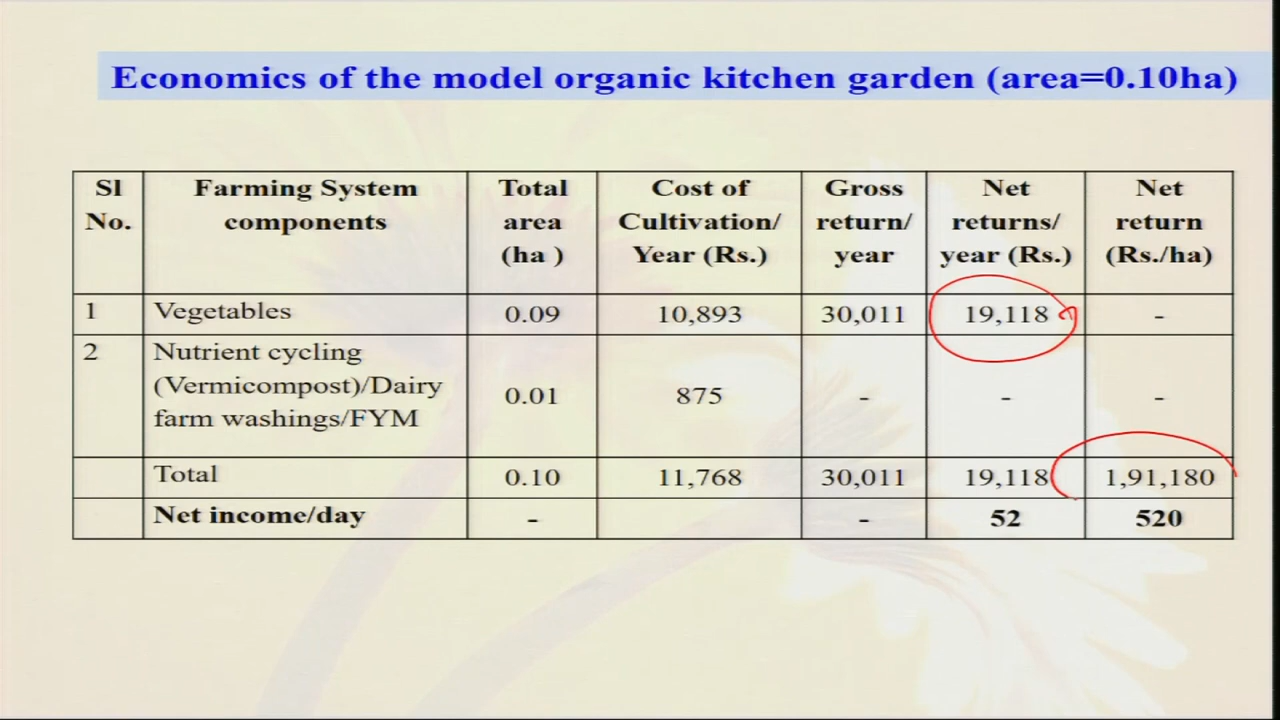 Economics of the model organic kitchen garden (area=0.10ha)
Sl No. Farming System components Total area (ha ) Cost of Cultivation/ Year (Rs.) Gross return/ year Net returns/ year (Rs.) Net return (Rs./ha)
1 Vegetables 0.09 10,893 30,011 19,118 -
2 Nutrient cycling (Vermicompost)/Dairy farm washings/FYM 0.01 875 - - -
Total 0.10 11,768 30,011 19,118 1,91,180
Net income/day - - 52 520